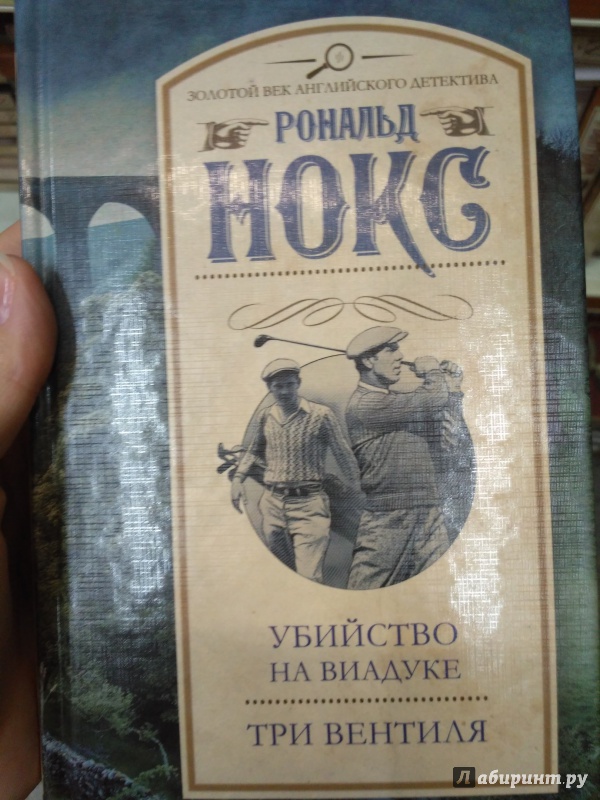 ЗОЛОТОЙ ВЕК АНГЛИЙСКОГО ДЕТЕКТИВА
РОНАЛЬД
НОКС
УБИЙСТВО
НА ВИАДУКЕ
ТРИ ВЕНТИЛЯ
лабиринт.ру